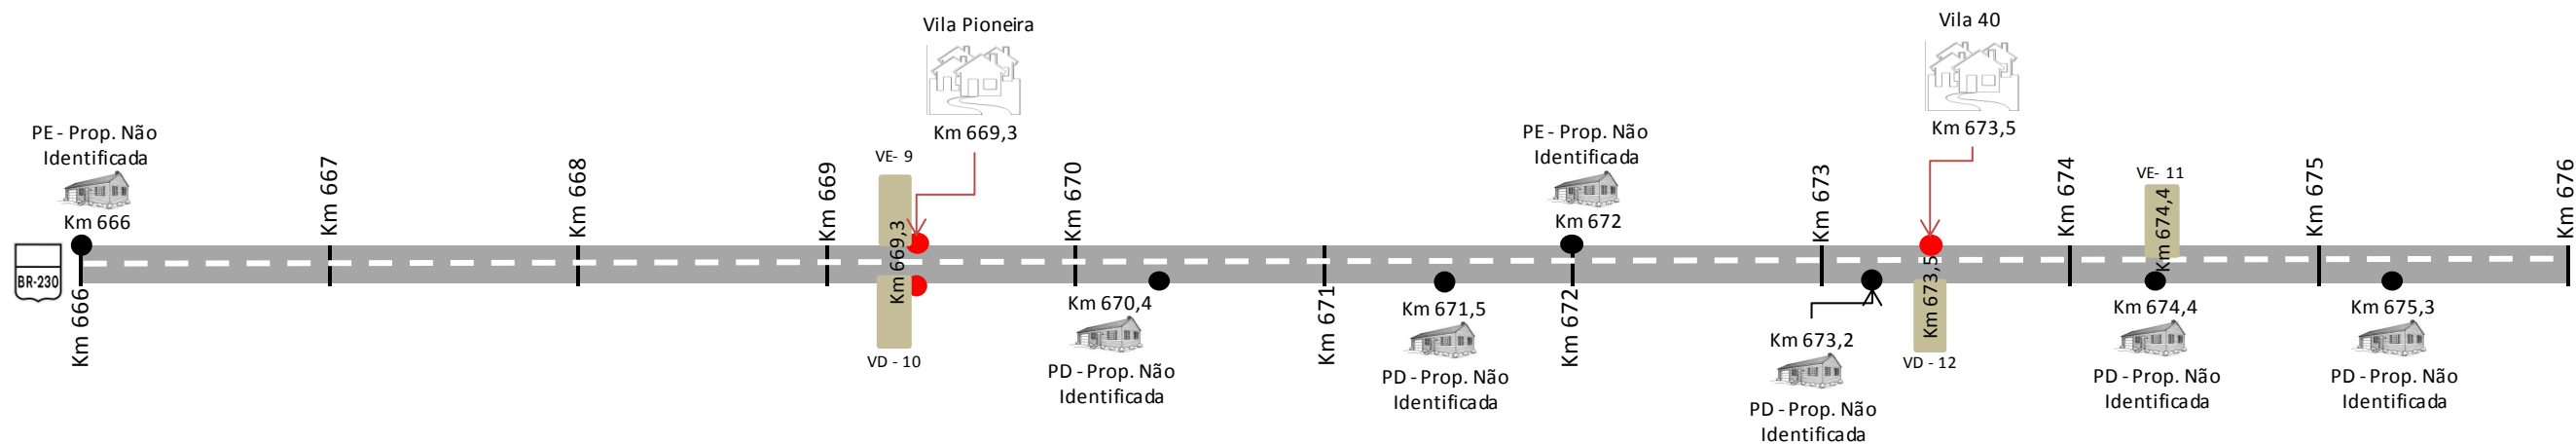 Vila Pioneira
Km 669,3
Vila 40
Km 673,5
PE - Prop. Não
Identificada
Km 666
PE - Prop. Não
Identificada
Km 672
VE- 9
VE- 11
Km 667
Km 668
Km 669
Km 670
Km 673
Km 674
Km 675
Km 676
BR-230
Km 669,3
Km 673,5
Km 674,4
Km 666
Km 671
Km 672
VD - 10
VD - 12
Km 670,4
PD - Prop. Não
Identificada
Km 671,5
PD - Prop. Não
Identificada
Km 673,2
PD - Prop. Não
Identificada
Km 674,4
PD - Prop. Não
Identificada
Km 675,3
PD - Prop. Não
Identificada